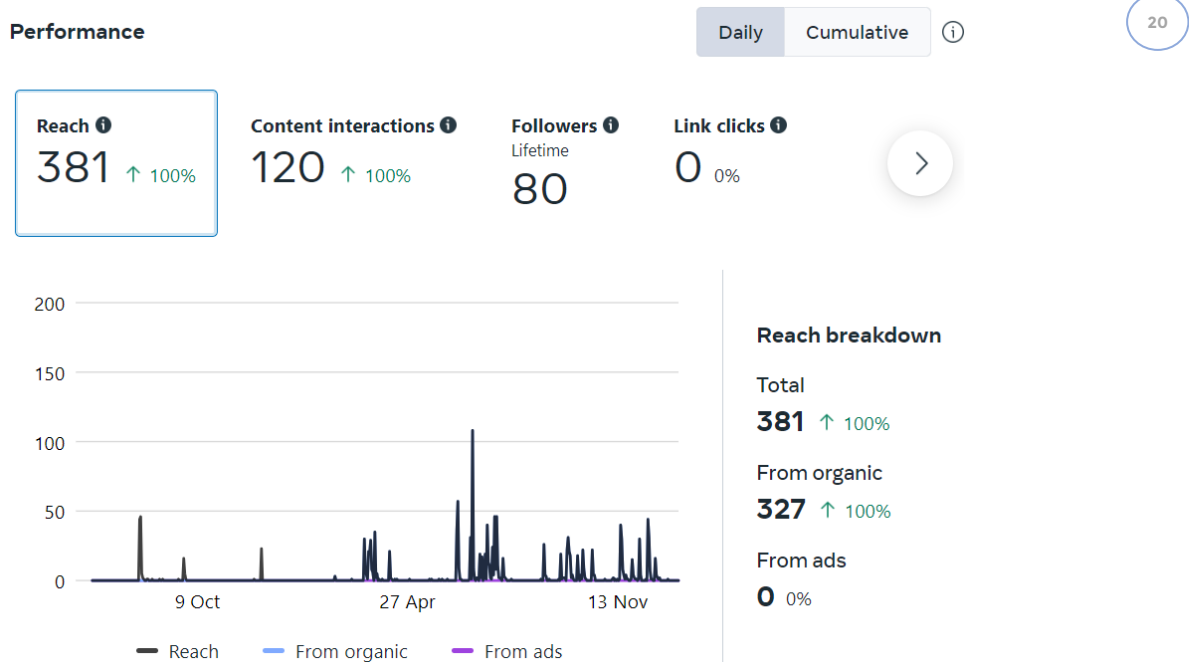 Performance
Daily
Cumulative
20
Reach
381 ↑ 100%
Content interactions
120 ↑ 100%
Followers
Lifetime
80
Link clicks
0 0%
200
150
100
50
0
9 Oct
27 Apr
13 Nov
Reach
From organic
From ads
Reach breakdown
Total
381 ↑ 100%
From organic
327 ↑ 100%
From ads
0 0%